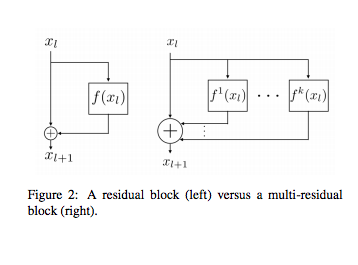 x_l
x_l
f(x_l)
f^1(x_l) · · · f^k(x_l)
x_{l+1}
x_{l+1}
Figure 2: A residual block (left) versus a multi-residual
block (right).